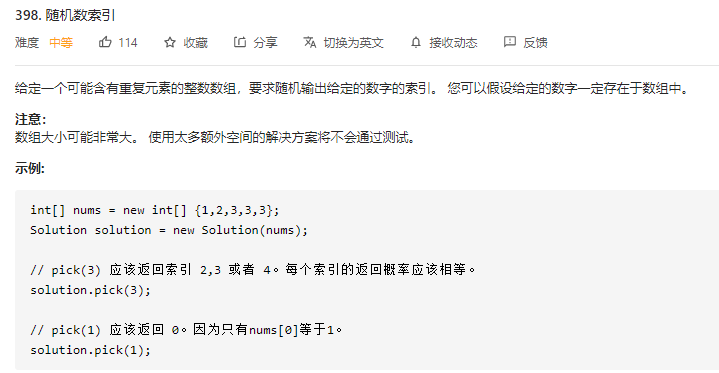 398. 随机数索引
难度 中等 114 收藏 分享 切换为英文 接收动态 反馈
给定一个可能含有重复元素的整数数组，要求随机输出给定的数字的索引。 您可以假设给定的数字一定存在于数组中。
注意：
数组大小可能非常大。 使用太多额外空间的解决方案将不会通过测试。
示例:
int[] nums = new int[] {1,2,3,3,3};
Solution solution = new Solution(nums);
// pick(3) 应该返回索引 2,3 或者 4。每个索引的返回概率应该相等。
solution.pick(3);
// pick(1) 应该返回 0。因为只有nums[0]等于1。
solution.pick(1);